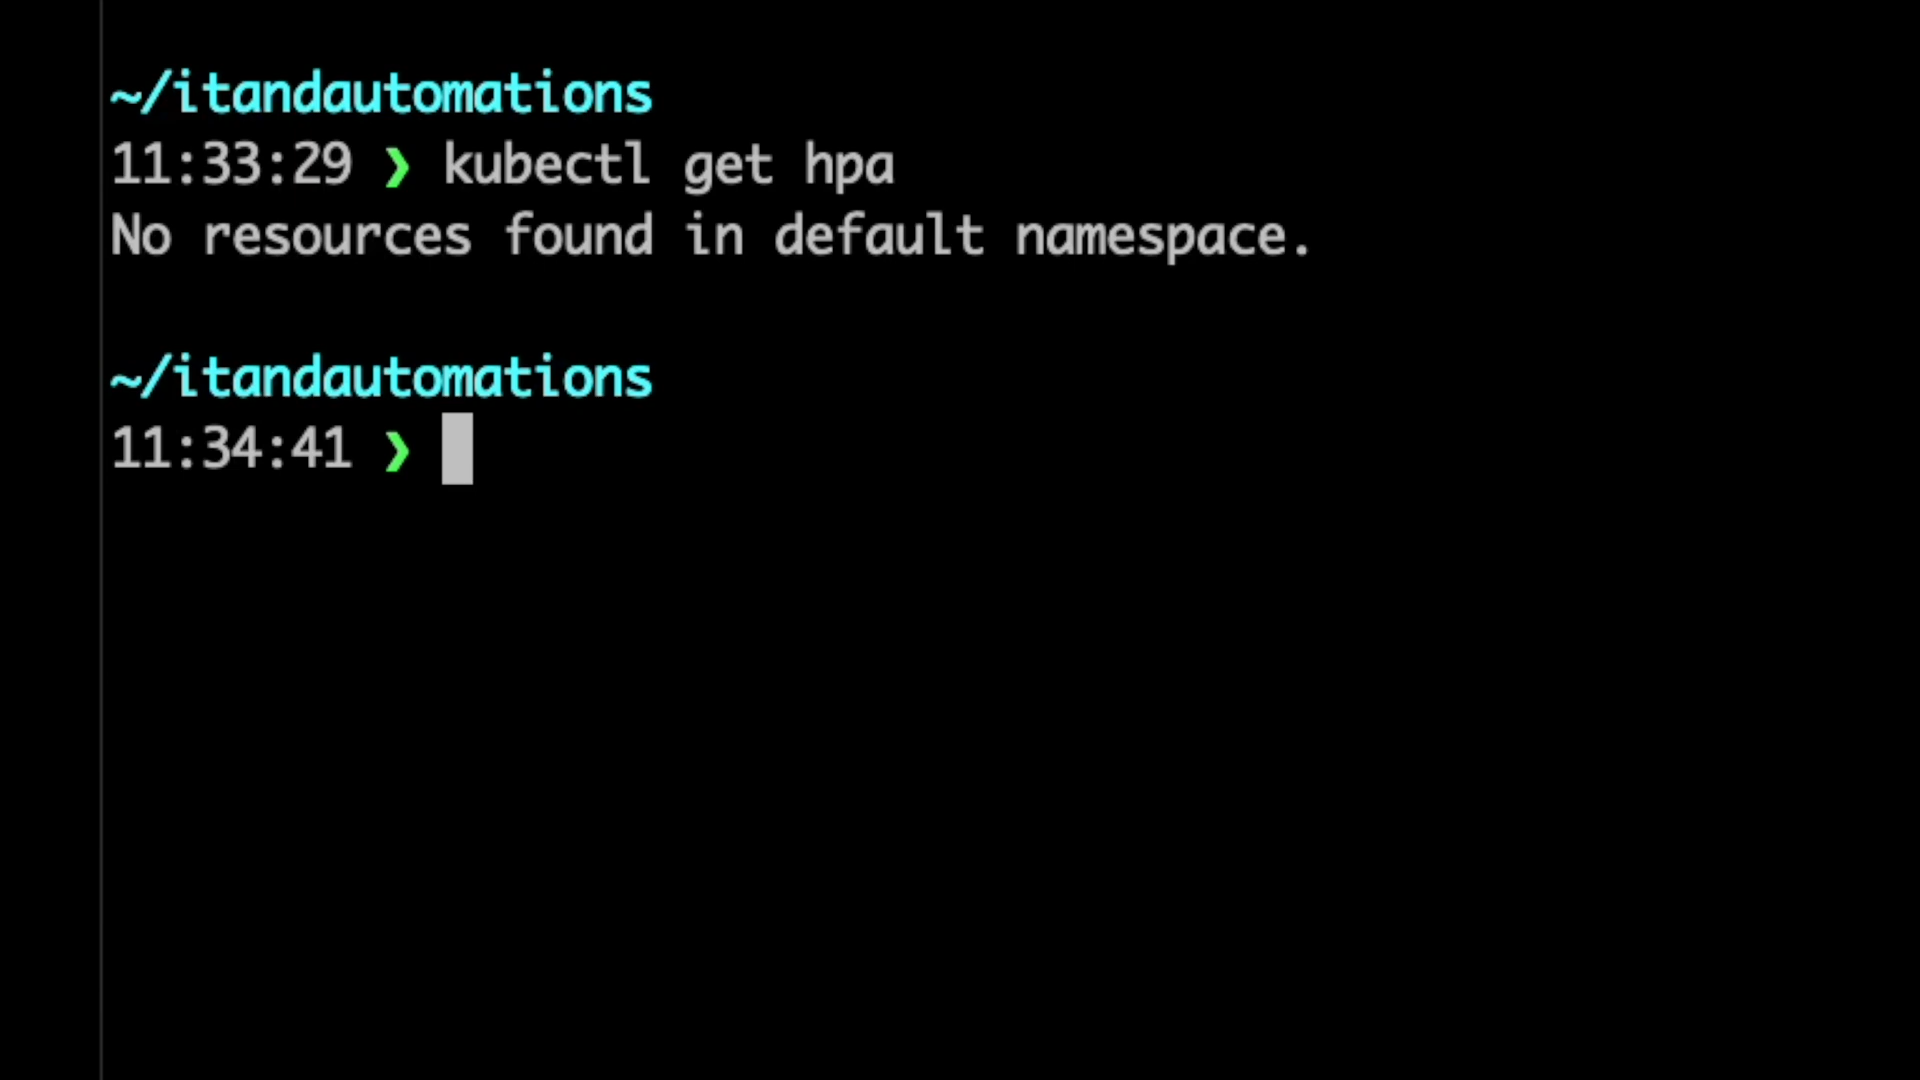 ~/itandautomations
11:33:29 ❯ kubectl get hpa
No resources found in default namespace.
~/itandautomations
11:34:41 ❯